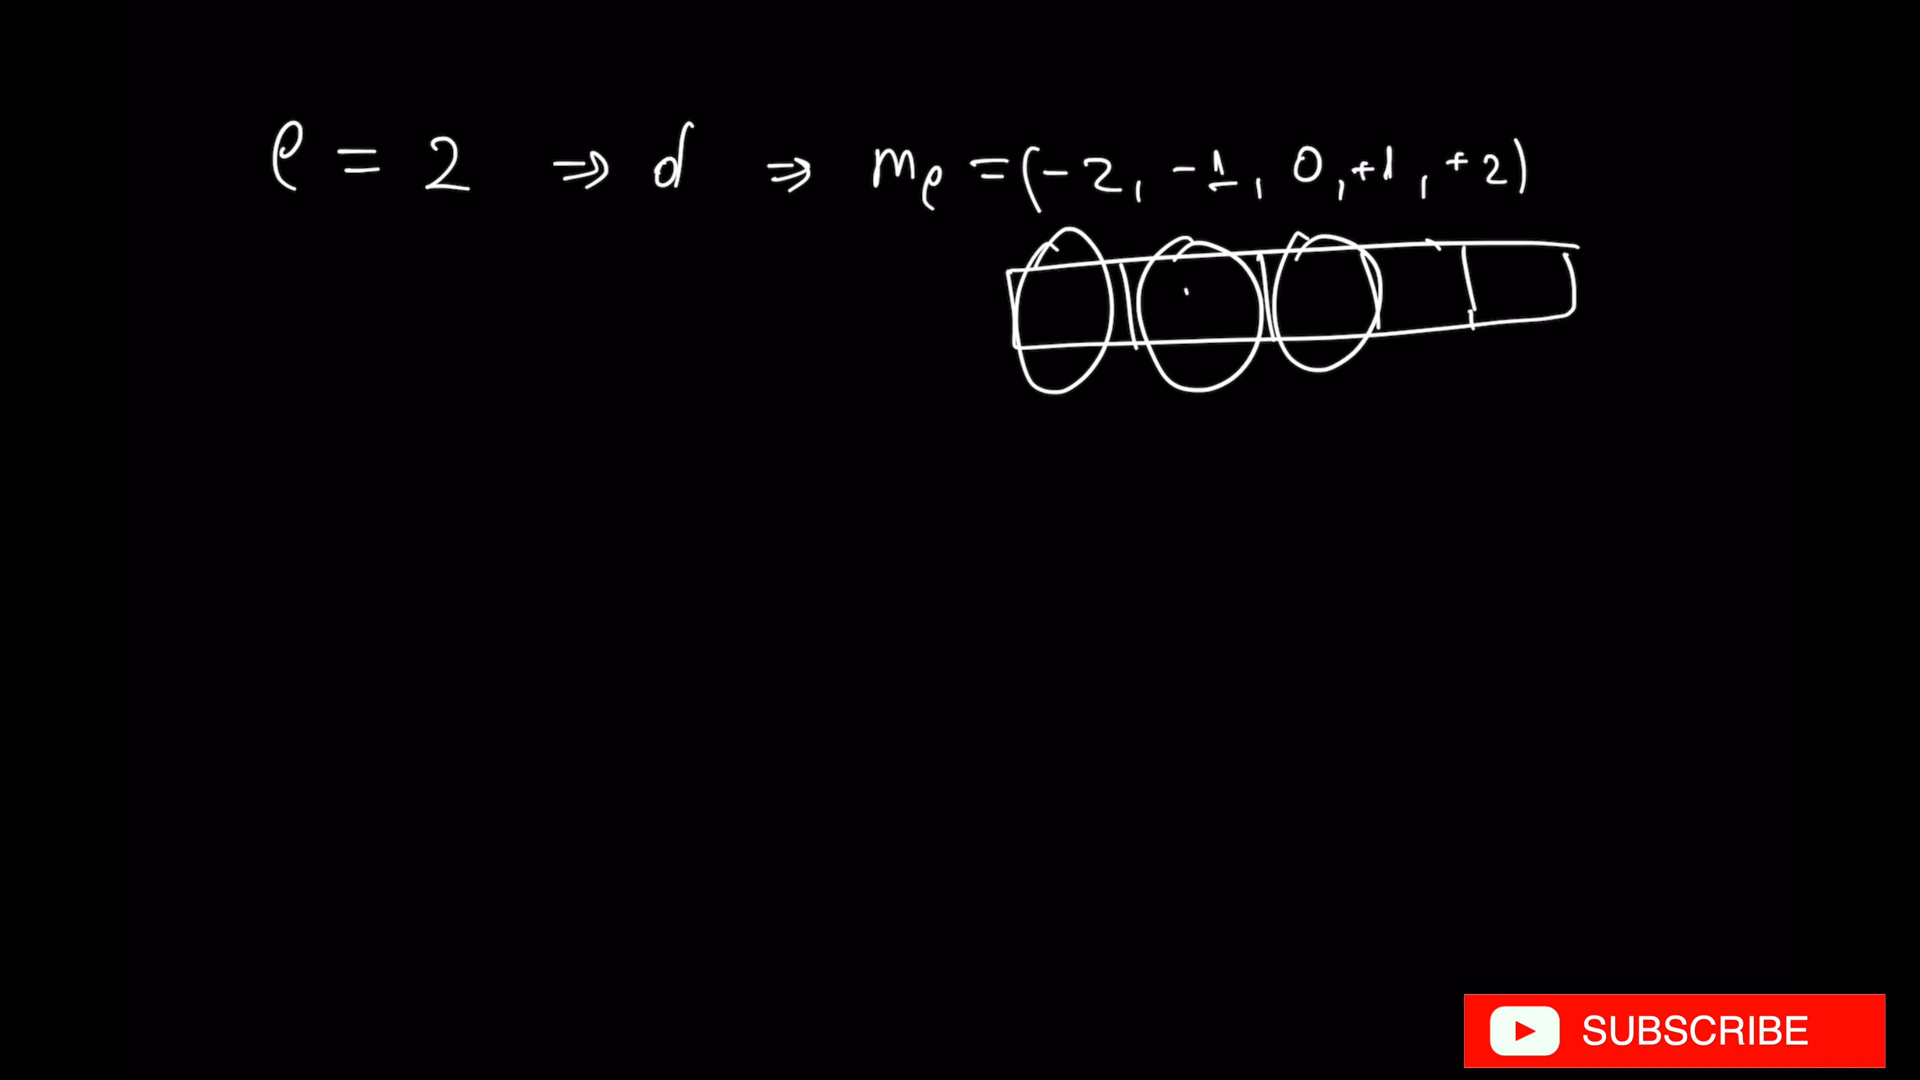 ℓ = 2 ⇒ d ⇒ mℓ = (-2, -1, 0, +1, +2)
SUBSCRIBE